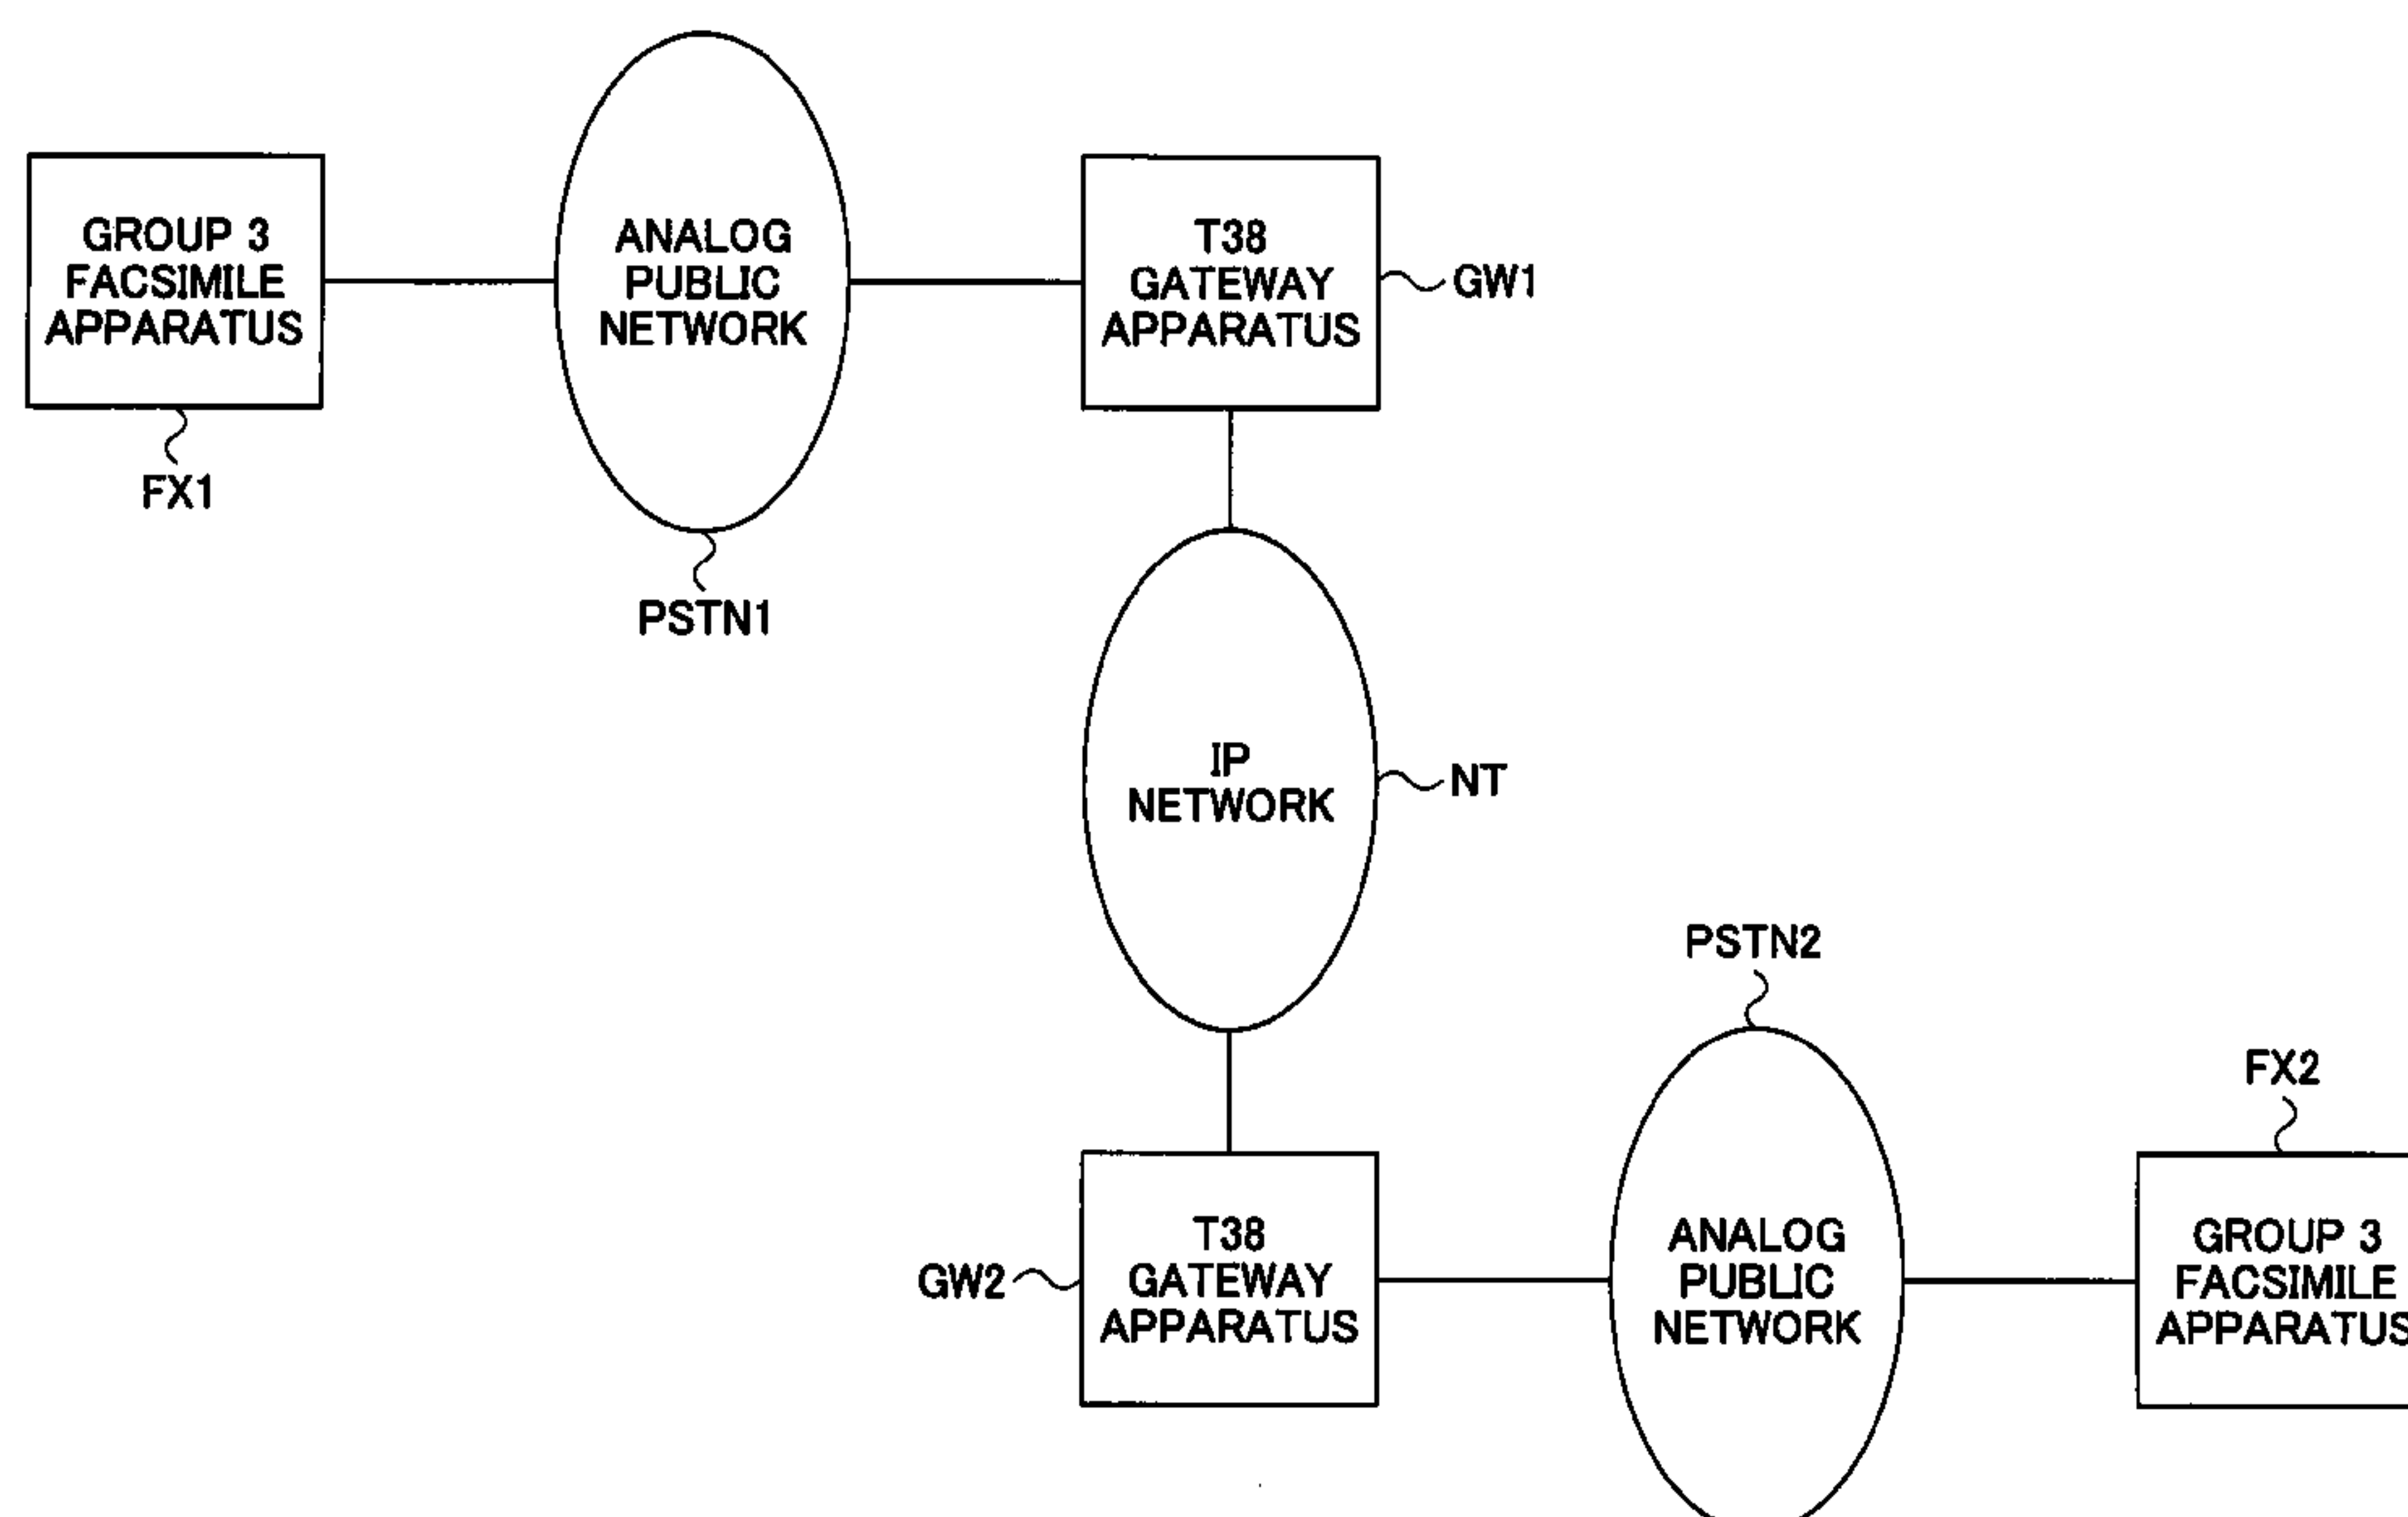 GROUP 3
FACSIMILE
APPARATUS
FX1
ANALOG
PUBLIC
NETWORK
PSTN1
T38
GATEWAY
APPARATUS
GW1
IP
NETWORK
NT
GW2
T38
GATEWAY
APPARATUS
PSTN2
ANALOG
PUBLIC
NETWORK
FX2
GROUP 3
FACSIMILE
APPARATUS